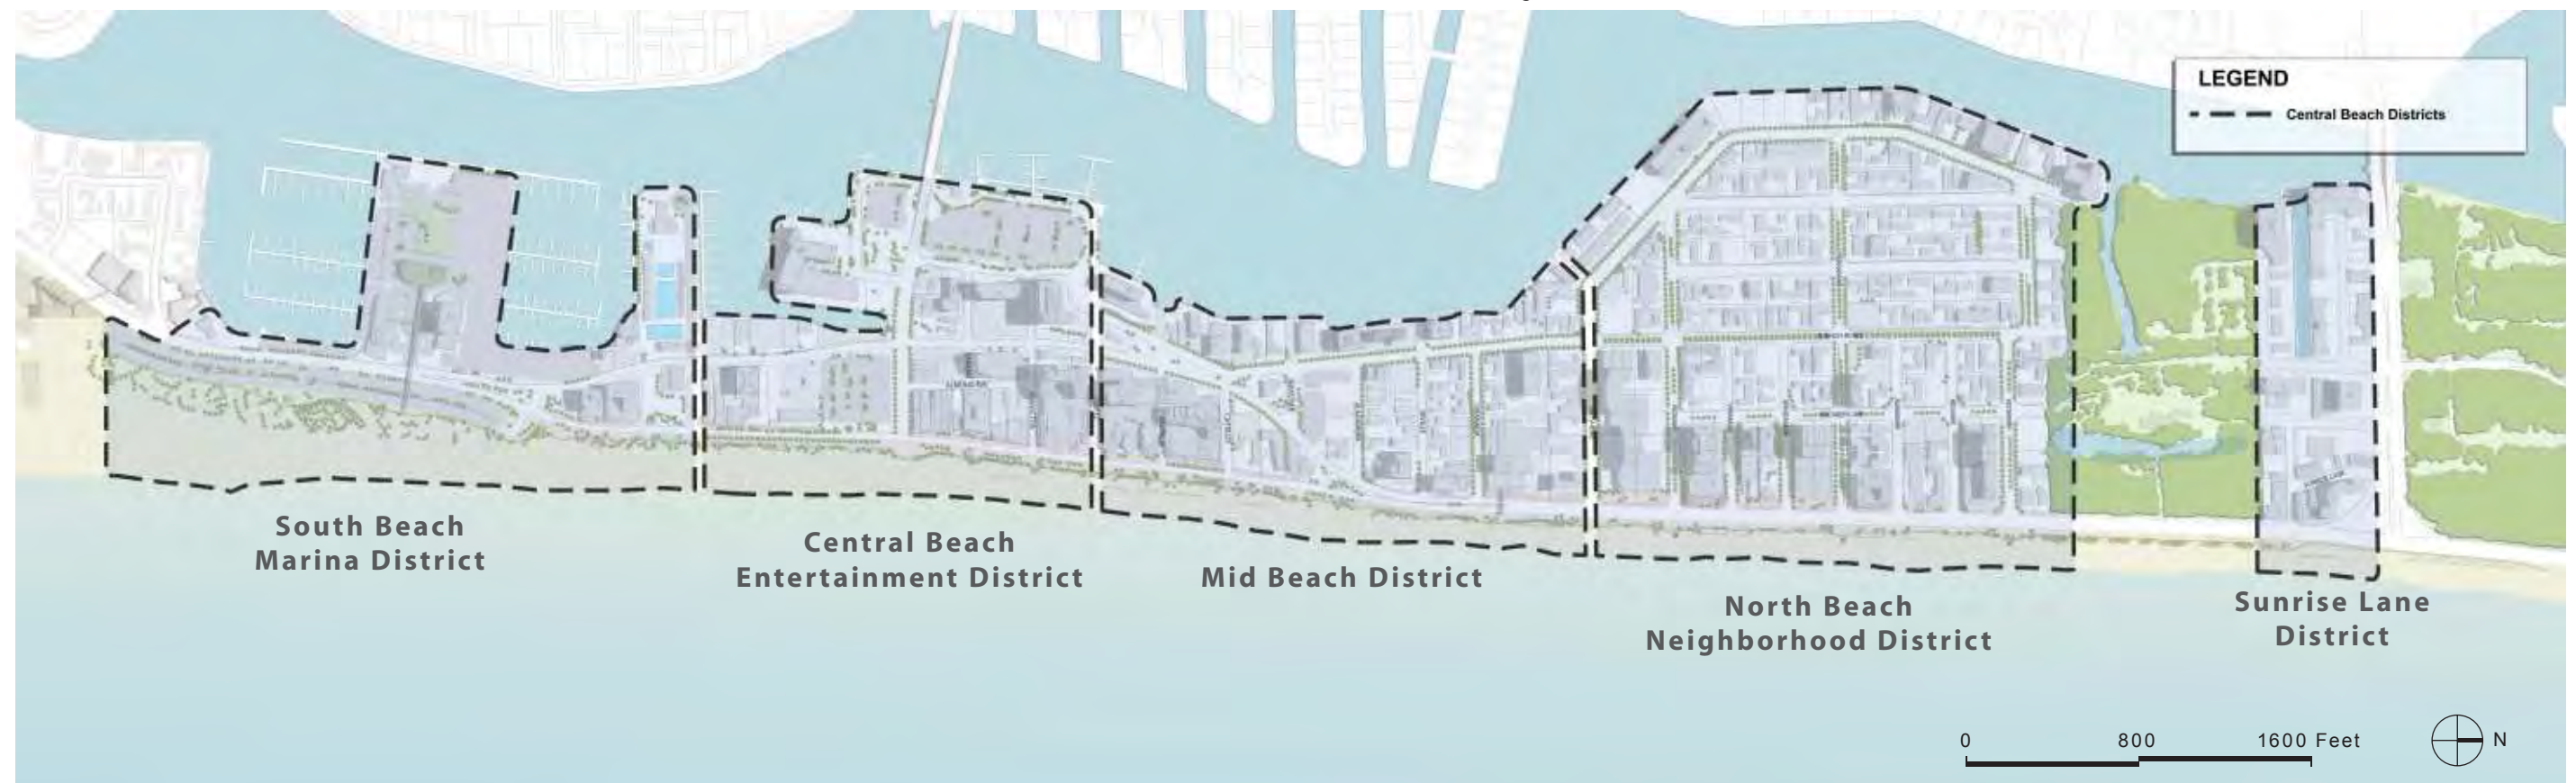 LEGEND
Central Beach Districts
South Beach
Marina District
Central Beach
Entertainment District
Mid Beach District
North Beach
Neighborhood District
Sunrise Lane
District
0 800 1600 Feet N